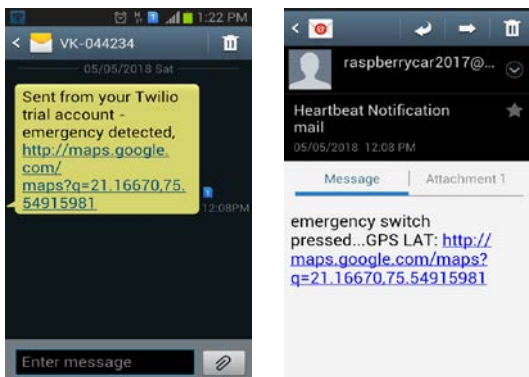 1:22 PM
< VK-044234
05/05/2018 Sat
Sent from your Twilio
trial account -
emergency detected,
http://maps.google.
com/
maps?q=21.16670,75.
54915981
1
12:08PM
Enter message
raspberrycar2017@...
Heartbeat Notification
mail
05/05/2018 12:08 PM
Message | Attachment 1
emergency switch
pressed...GPS LAT: http://
maps.google.com/maps?
q=21.16670,75.54915981